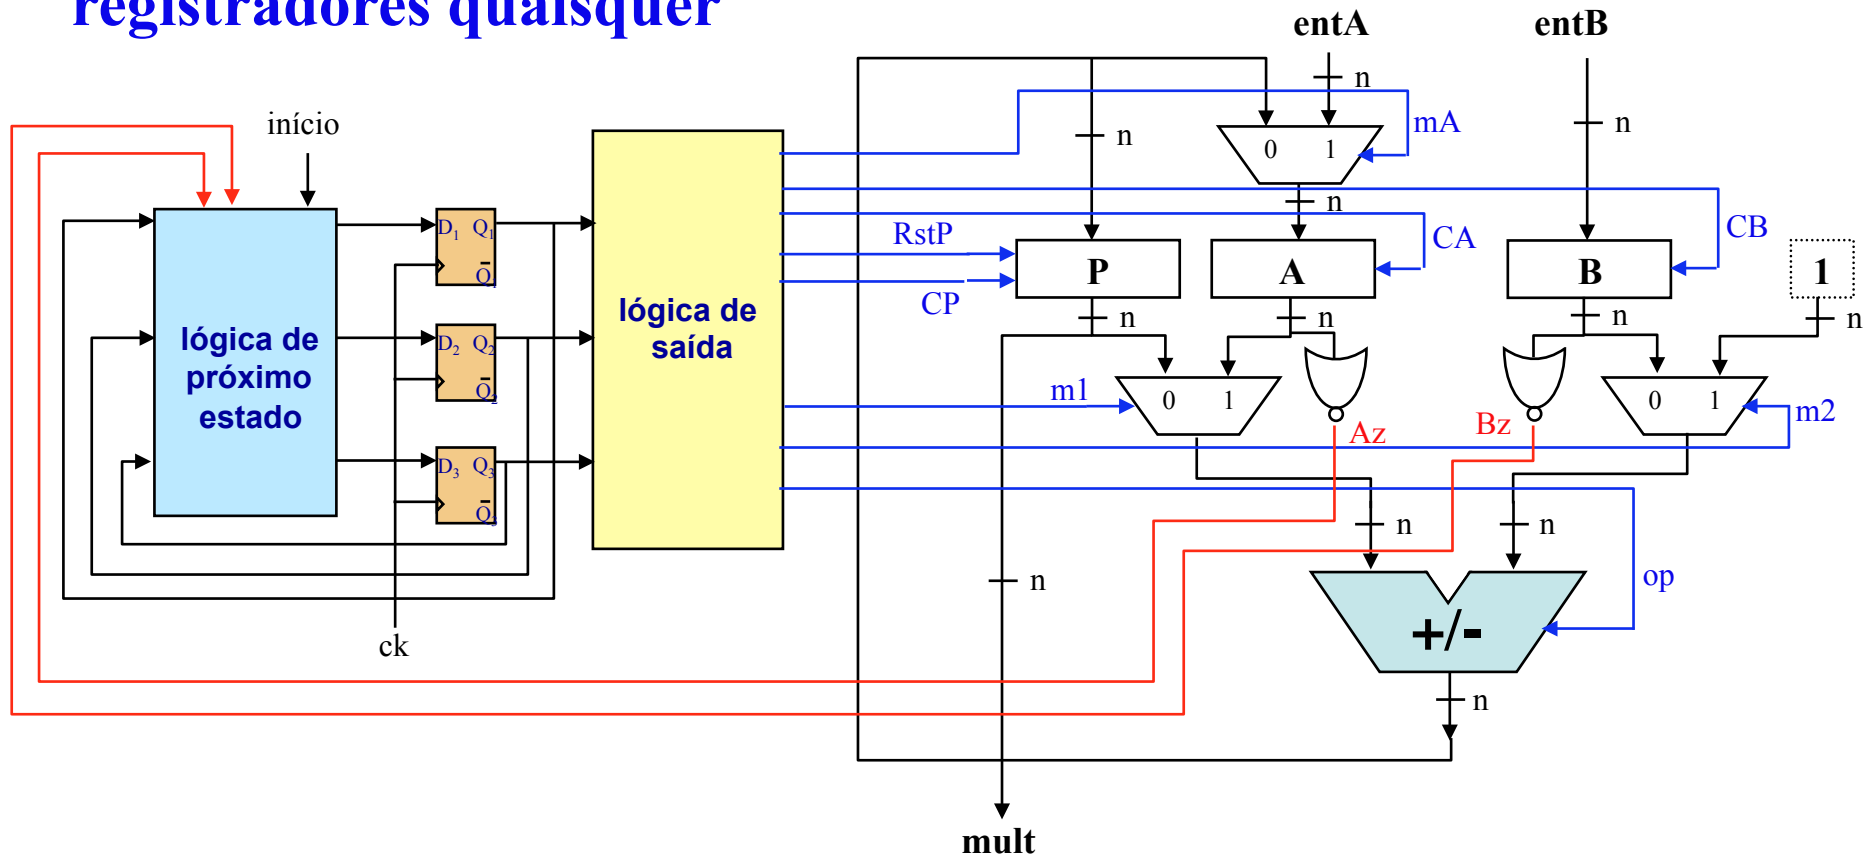 registradores quaisquer
entA
entB
início
n
n
n
mA
0 1
n
CB
CA
RstP
CP
P
A
B
1
n
n
n
n
D1 Q1
Q1
D2 Q2
Q2
D3 Q3
Q3
lógica de
próximo
estado
lógica de
saída
m1
0 1
0 1
m2
Az
Bz
n
n
n
op
+/-
n
ck
mult